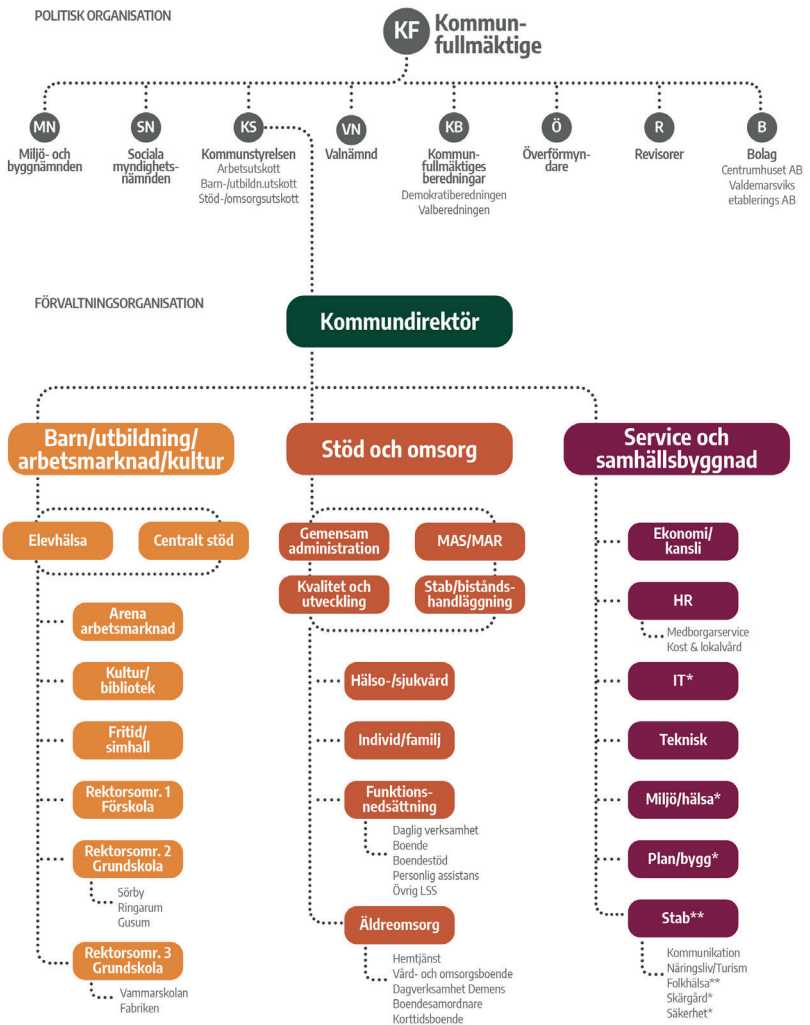 POLITISK ORGANISATION
KF
Kommun-
fullmäktige
MN
Miljö- och
byggnämnden
SN
Sociala
myndighets-
nämnden
KS
Kommunstyrelsen
Arbetsutskott
Barn-/utbildn.utskott
Stöd-/omsorgsutskott
VN
Valnämnd
KB
Kommun-
fullmäktiges
beredningar
Demokratiberedningen
Valberedningen
Ö
Överförmyn-
dare
R
Revisorer
B
Bolag
Centrumhuset AB
Valdemarsviks
etablerings AB
FÖRVALTNINGSORGANISATION
Kommundirektör
Barn/utbildning/
arbetsmarknad/kultur
Elevhälsa
Centralt stöd
Arena
arbetsmarknad
Kultur/
bibliotek
Fritid/
simhall
Rektorsomr. 1
Förskola
Rektorsomr. 2
Grundskola
Sörby
Ringarum
Gusum
Rektorsomr. 3
Grundskola
Vammarskolan
Fabriken
Stöd och omsorg
Gemensam
administration
MAS/MAR
Kvalitet och
utveckling
Stab/bistånds-
handläggning
Hälso-/sjukvård
Individ/familj
Funktions-
nedsättning
Daglig verksamhet
Boende
Boendestöd
Personlig assistans
Övrig LSS
Äldreomsorg
Hemtjänst
Vård- och omsorgsboende
Dagverksamhet Demens
Boendesamordnare
Korttidsboende
Service och
samhällsbyggnad
Ekonomi/
kansli
HR
Medborgarservice
Kost & lokalvård
IT*
Teknisk
Miljö/hälsa*
Plan/bygg*
Stab**
Kommunikation
Näringsliv/Turism
Folkhälsa**
Skärgård*
Säkerhet*